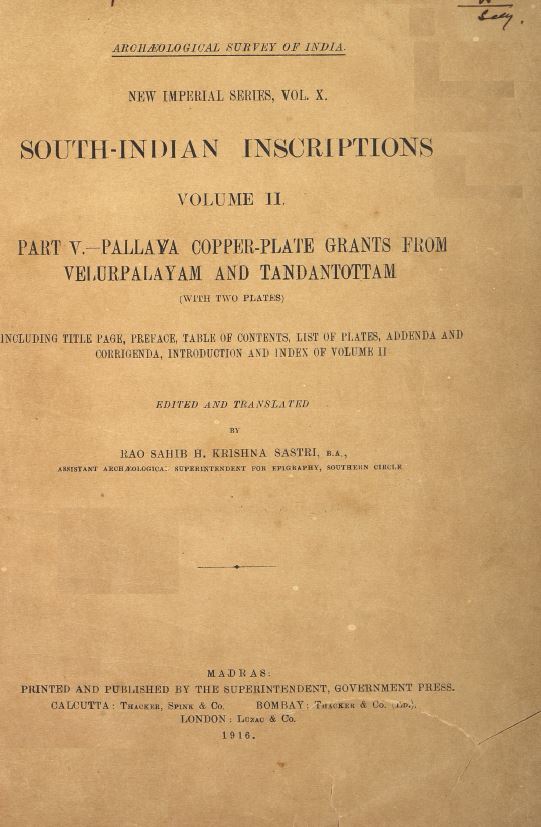 ARCHÆOLOGICAL SURVEY OF INDIA.
NEW IMPERIAL SERIES, VOL. X.
SOUTH-INDIAN INSCRIPTIONS
VOLUME II.
PART V.—PALLAVA COPPER-PLATE GRANTS FROM
VELURPALAYAM AND TANDANTOTTAM
(WITH TWO PLATES)
INCLUDING TITLE PAGE, PREFACE, TABLE OF CONTENTS, LIST OF PLATES, ADDENDA AND
CORRIGENDA, INTRODUCTION AND INDEX OF VOLUME II
EDITED AND TRANSLATED
BY
RAO SAHIB H. KRISHNA SASTRI, B.A.,
ASSISTANT ARCHÆOLOGICAL SUPERINTENDENT FOR EPIGRAPHY, SOUTHERN CIRCLE
MADRAS:
PRINTED AND PUBLISHED BY THE SUPERINTENDENT, GOVERNMENT PRESS.
CALCUTTA: THACKER, SPINK & CO. BOMBAY: THACKER & CO. (LD.).
LONDON: LUZAC & CO.
1916.